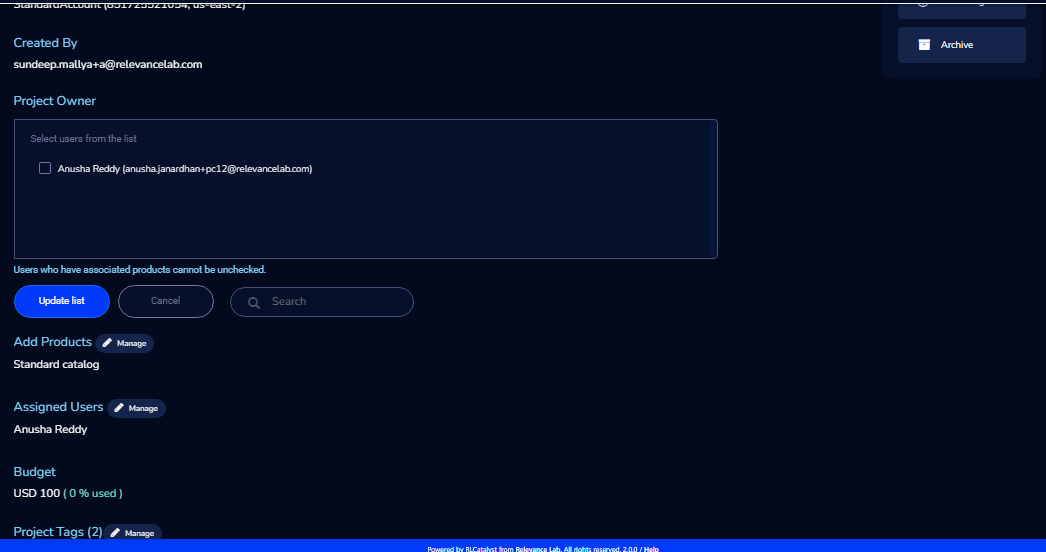 StandardAccount (851725521054, us-east-2)
Archive
Created By
sundeep.mallya+a@relevancelab.com
Project Owner
Select users from the list
Anusha Reddy (anusha.janardhan+pc12@relevancelab.com)
Users who have associated products cannot be unchecked.
Update list
Cancel
Search
Add Products
Manage
Standard catalog
Assigned Users
Manage
Anusha Reddy
Budget
USD 100 ( 0 % used )
Project Tags (2)
Manage
Powered by RLCatalyst from Relevance Lab. All rights reserved. 2.0.0 / Help